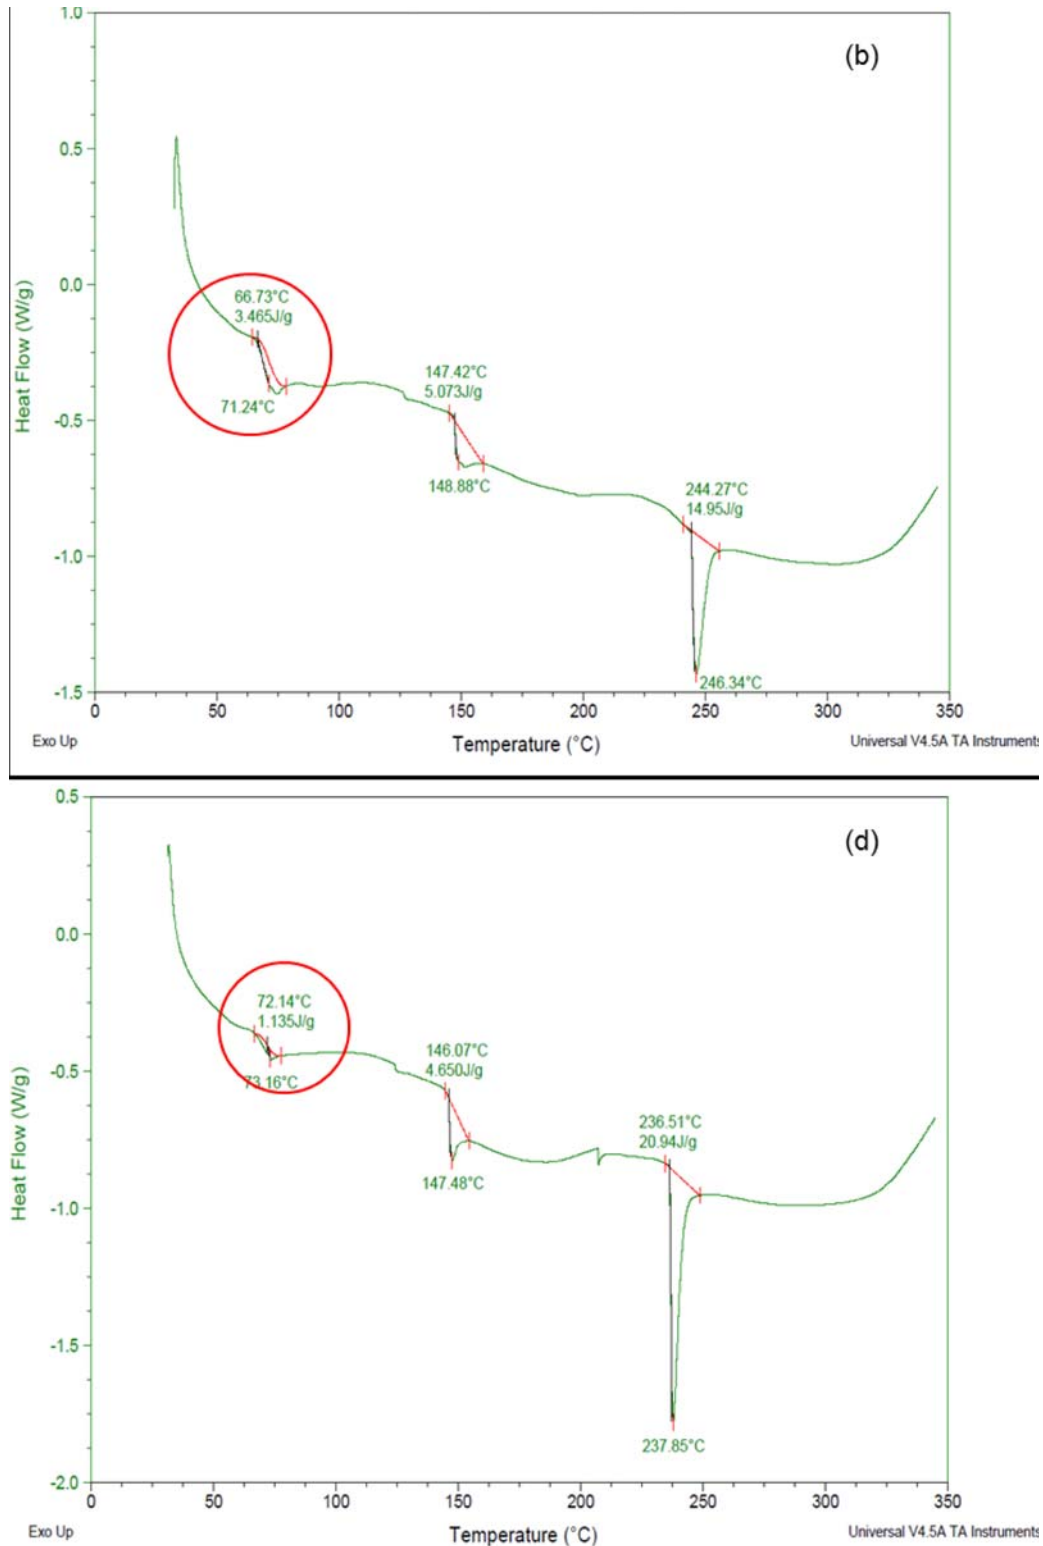 1.0
(b)
0.5
0.0
66.73°C
3.465J/g
71.24°C
147.42°C
5.073J/g
148.88°C
-0.5
244.27°C
14.95J/g
-1.0
246.34°C
-1.5
Heat Flow (W/g)
0 50 100 150 200 250 300 350
Exo Up
Temperature (°C)
Universal V4.5A TA Instruments
0.5
(d)
0.0
72.14°C
1.135J/g
73.16°C
-0.5
146.07°C
4.650J/g
147.48°C
236.51°C
20.94J/g
-1.0
-1.5
237.85°C
-2.0
Heat Flow (W/g)
0 50 100 150 200 250 300 350
Exo Up
Temperature (°C)
Universal V4.5A TA Instruments